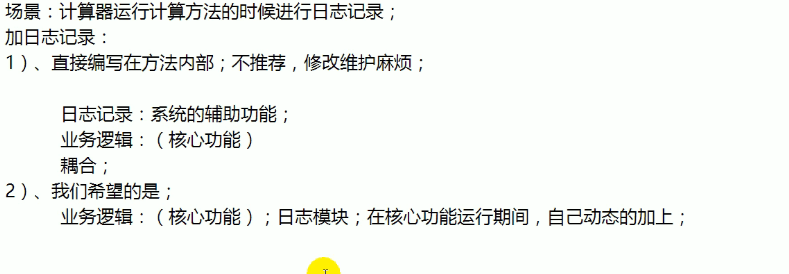 场景：计算器运行计算方法的时候进行日志记录；
加日志记录：
1）、直接编写在方法内部；不推荐，修改维护麻烦；
日志记录：系统的辅助功能；
业务逻辑：（核心功能）
耦合；
2）、我们希望的是；
业务逻辑：（核心功能）；日志模块；在核心功能运行期间，自己动态的加上；